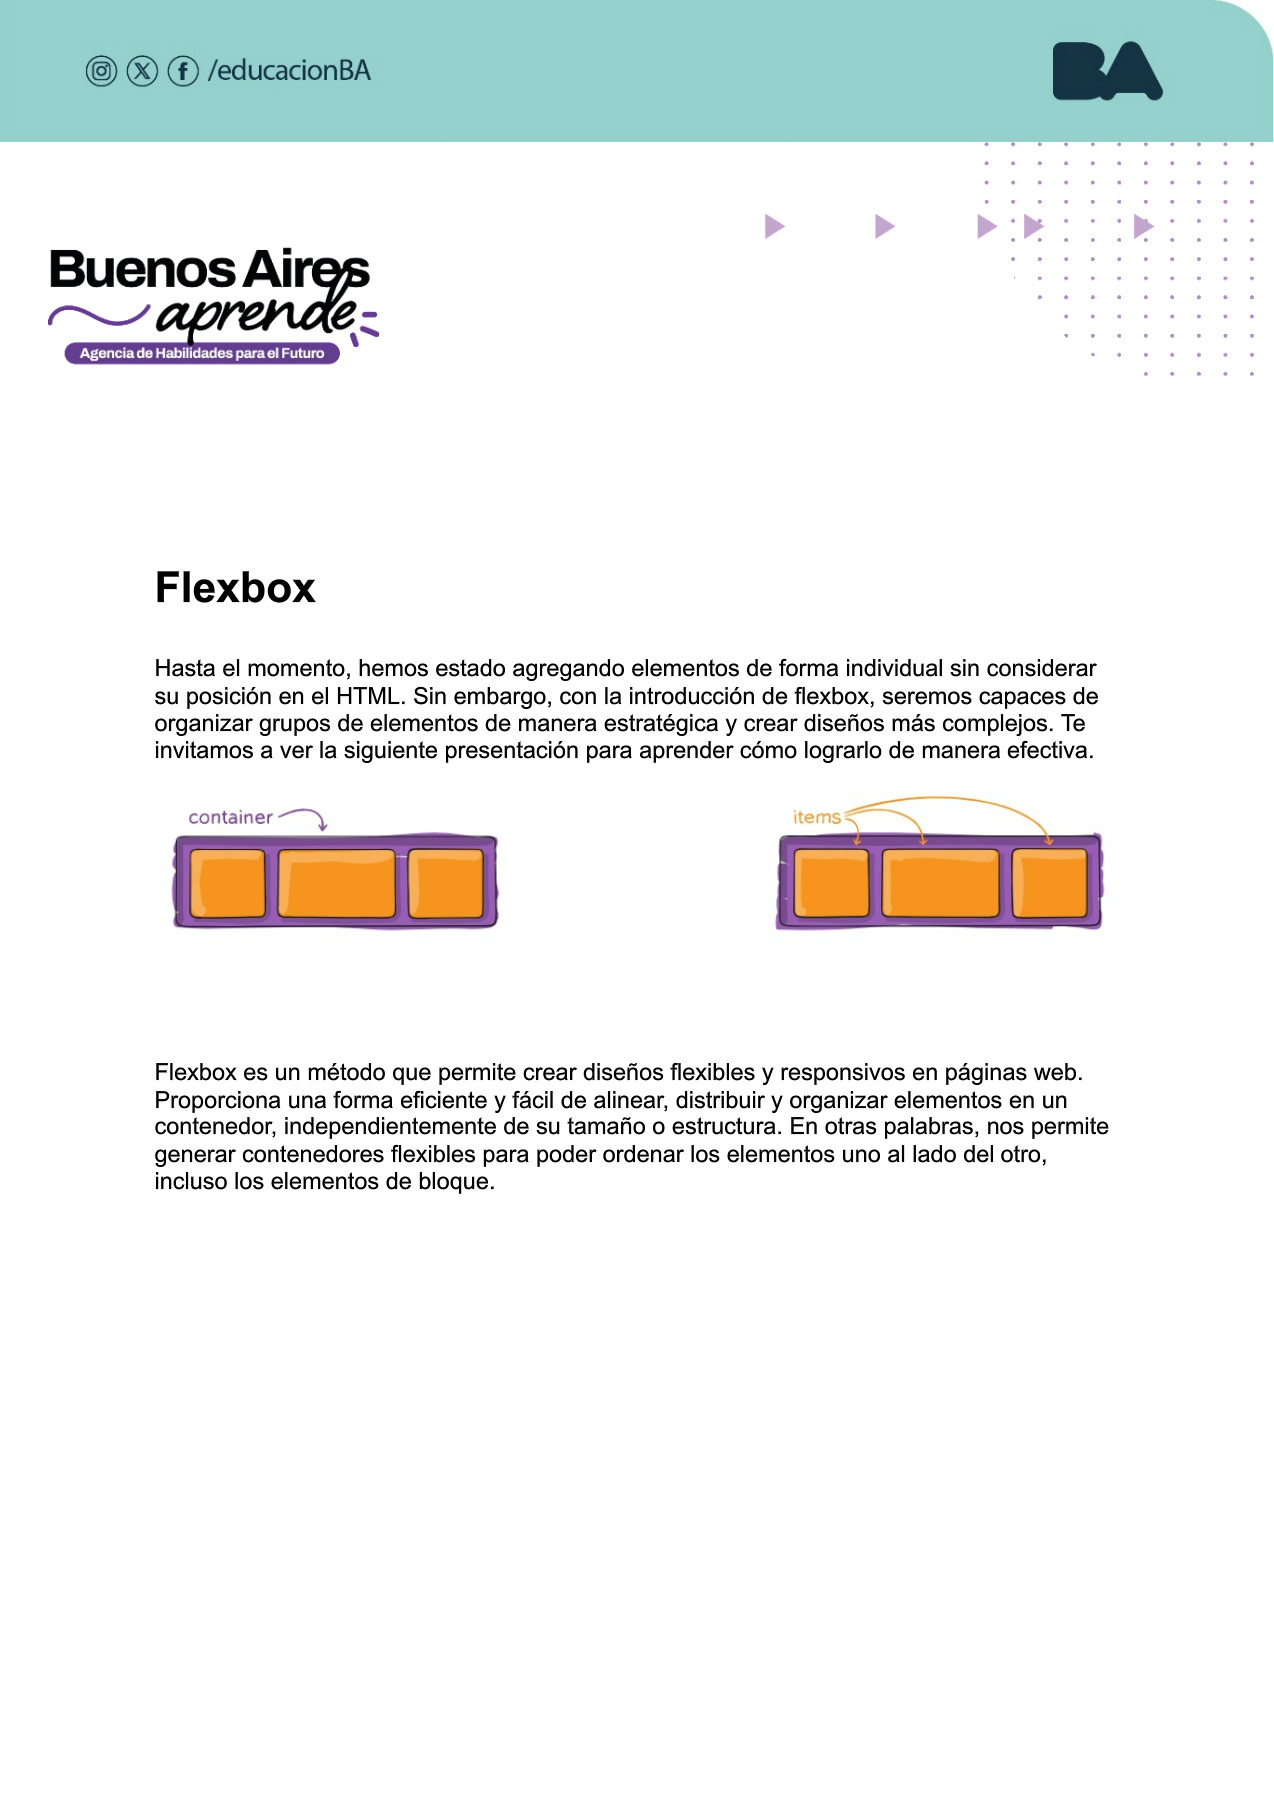 /educacionBA
BA
Buenos Aires
aprende
Agencia de Habilidades para el Futuro
Flexbox
Hasta el momento, hemos estado agregando elementos de forma individual sin considerar
su posición en el HTML. Sin embargo, con la introducción de flexbox, seremos capaces de
organizar grupos de elementos de manera estratégica y crear diseños más complejos. Te
invitamos a ver la siguiente presentación para aprender cómo lograrlo de manera efectiva.
container
items
Flexbox es un método que permite crear diseños flexibles y responsivos en páginas web.
Proporciona una forma eficiente y fácil de alinear, distribuir y organizar elementos en un
contenedor, independientemente de su tamaño o estructura. En otras palabras, nos permite
generar contenedores flexibles para poder ordenar los elementos uno al lado del otro,
incluso los elementos de bloque.